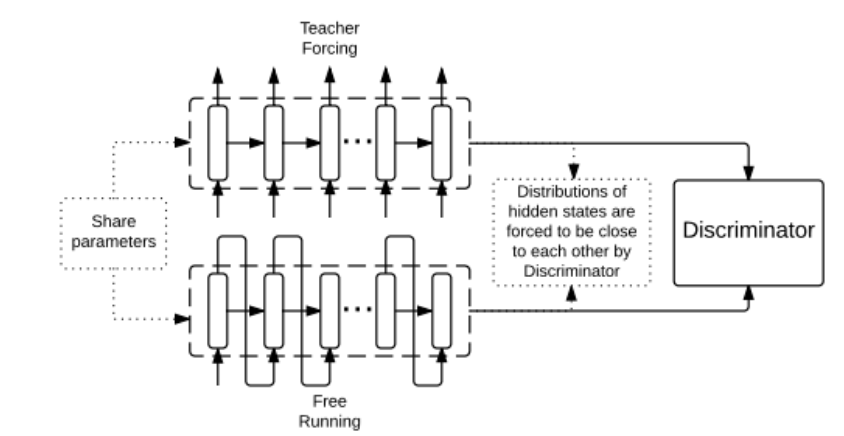 Teacher
Forcing
Share
parameters
Distributions of
hidden states are
forced to be close
to each other by
Discriminator
Discriminator
Free
Running